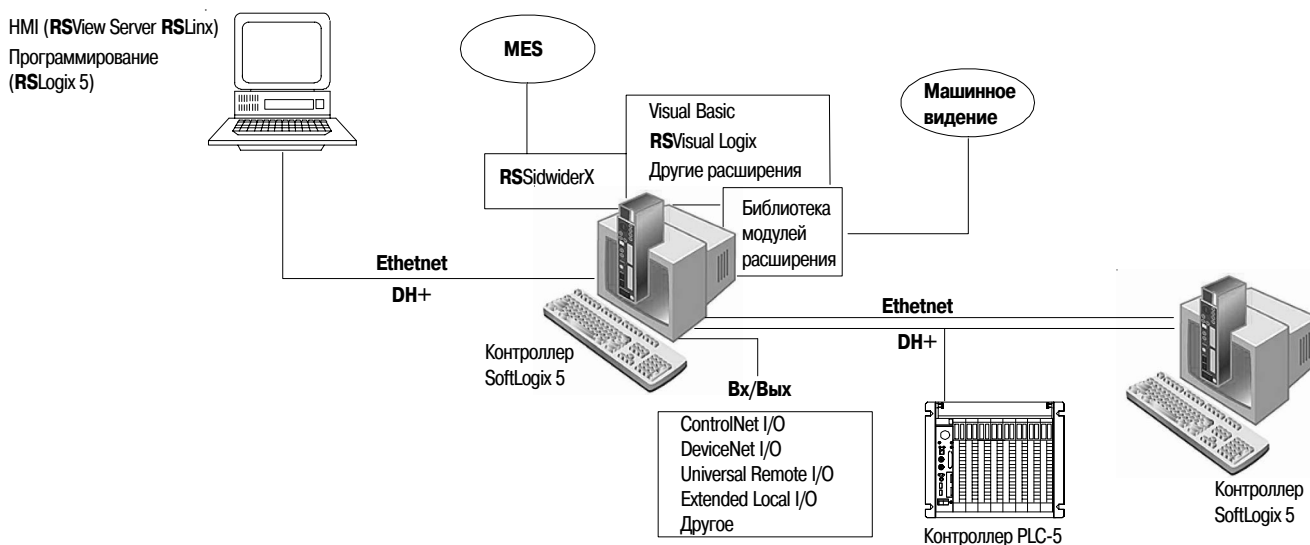 HMI (RSView Server RSLinx)
Программирование
(RSLogix 5)
MES
Машинное
видение
Visual Basic
RSVisual Logix
Другие расширения
RSSidwiderX
Библиотека
модулей
расширения
Ethetnet
DH+
Контроллер
SoftLogix 5
Ethetnet
DH+
Вх/Вых
ControlNet I/O
DeviceNet I/O
Universal Remote I/O
Extended Local I/O
Другое
Контроллер PLC-5
Контроллер
SoftLogix 5